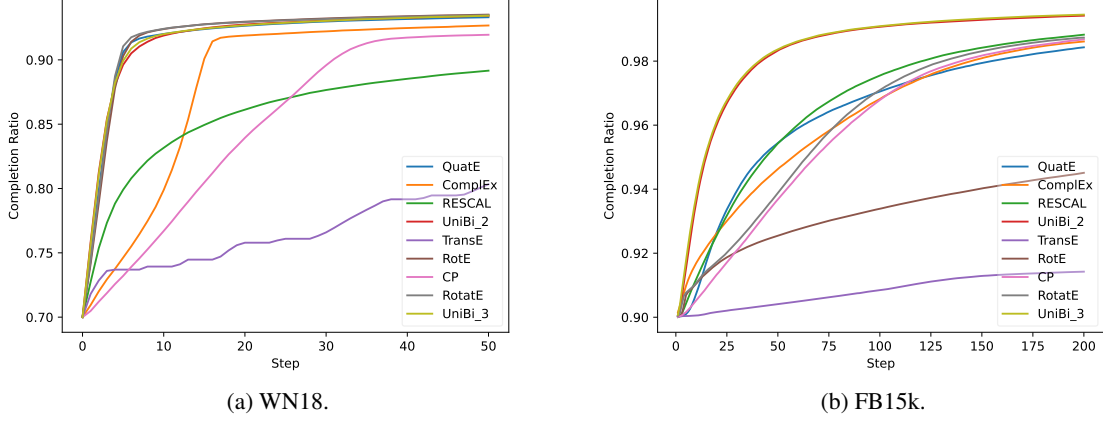 0.90
0.85
0.80
0.75
0.70
Completion Ratio
0
10
20
30
40
50
Step
QuatE
ComplEx
RESCAL
UniBi_2
TransE
RotE
CP
RotatE
UniBi_3
(a) WN18.
0.98
0.96
0.94
0.92
0.90
Completion Ratio
0
25
50
75
100
125
150
175
200
Step
QuatE
ComplEx
RESCAL
UniBi_2
TransE
RotE
CP
RotatE
UniBi_3
(b) FB15k.